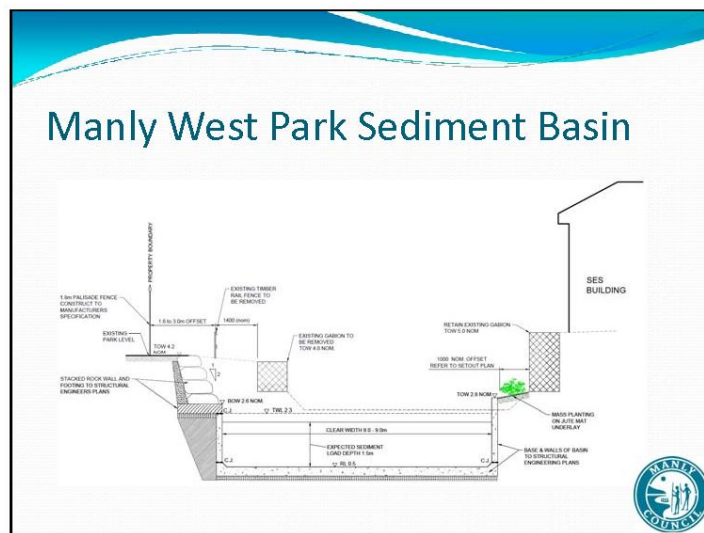 Manly West Park Sediment Basin
PROPERTY BOUNDARY
1.8m PALISADE FENCE
CONSTRUCT TO
MANUFACTURERS
SPECIFICATION
EXISTING TIMBER
RAIL FENCE TO
BE REMOVED
1.6 to 3.0m OFFSET
1400 (nom)
EXISTING
PARK LEVEL
TOW 4.2
NOM.
EXISTING GABION TO
BE REMOVED
TOW 4.0 NOM.
SES
BUILDING
RETAIN EXISTING GABION
TOW 5.0 NOM.
1000 NOM. OFFSET
REFER TO SETOUT PLAN
1
2
STACKED ROCK WALL AND
FOOTING TO STRUCTURAL
ENGINEERS PLANS
BOW 2.6 NOM.
C.J.
TWL 2.3
TOW 2.8 NOM
MASS PLANTING
ON JUTE MAT
UNDERLAY
CLEAR WIDTH 8.0 - 9.0m
EXPECTED SEDIMENT
LOAD DEPTH 1.5m
BASE & WALLS OF BASIN
TO STRUCTURAL
ENGINEERING PLANS
C.J.
RL 0.5
C.J.
MANLY
COUNCIL